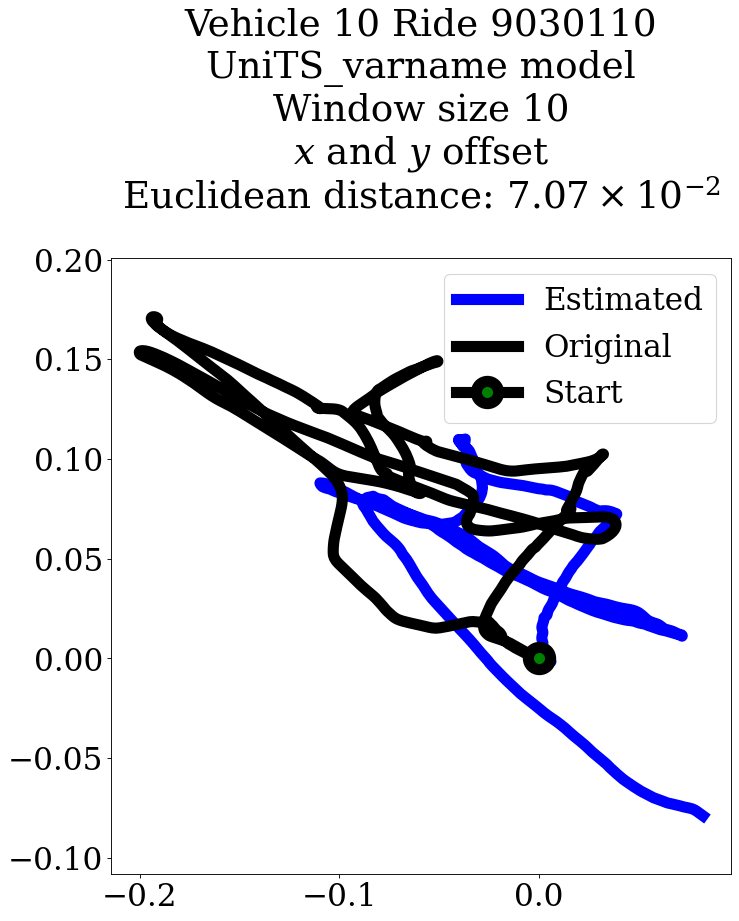 Vehicle 10 Ride 9030110
UniTS_varname model
Window size 10
x and y offset
Euclidean distance: 7.07 × 10⁻²
0.20
0.15
0.10
0.05
0.00
−0.05
−0.10
−0.2
−0.1
0.0
Estimated
Original
Start